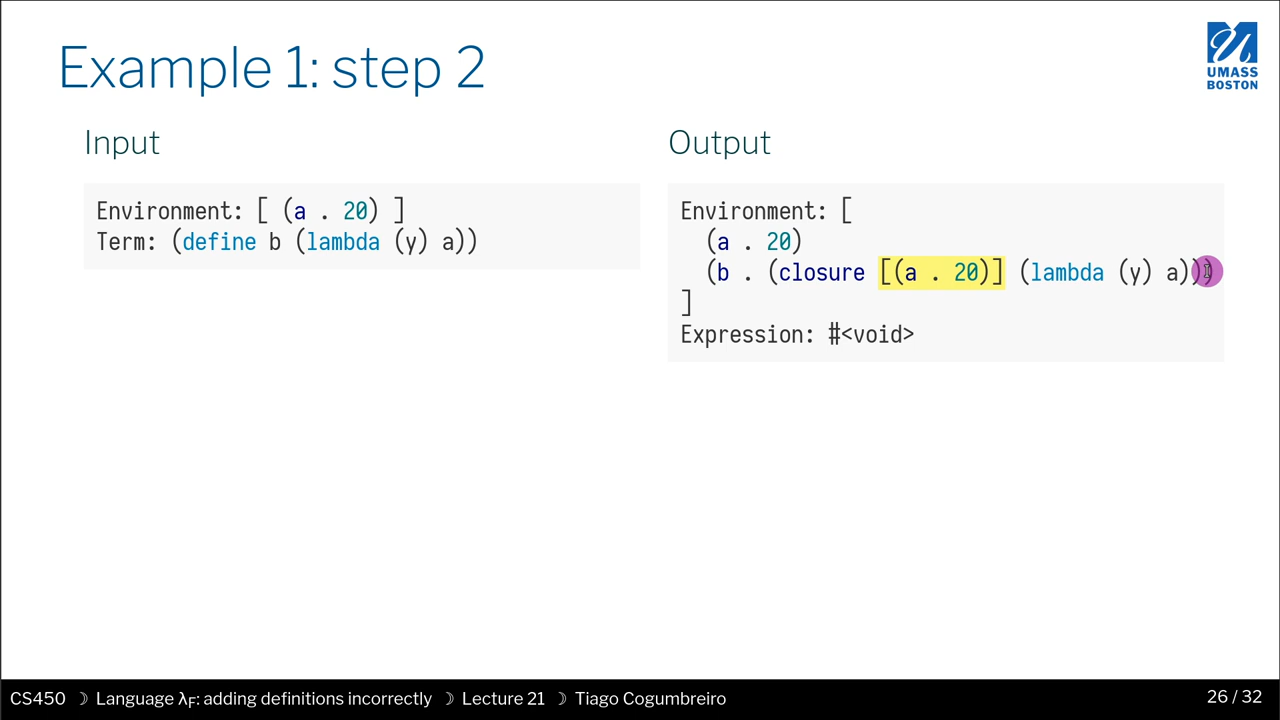 Example 1: step 2
UMASS
BOSTON
Input
Environment: [ (a . 20) ]
Term: (define b (lambda (y) a))
Output
Environment: [
(a . 20)
(b . (closure [(a . 20)] (lambda (y) a)))
]
Expression: #<void>
CS450 ☽ Language λF: adding definitions incorrectly ☽ Lecture 21 ☽ Tiago Cogumbreiro
26 / 32